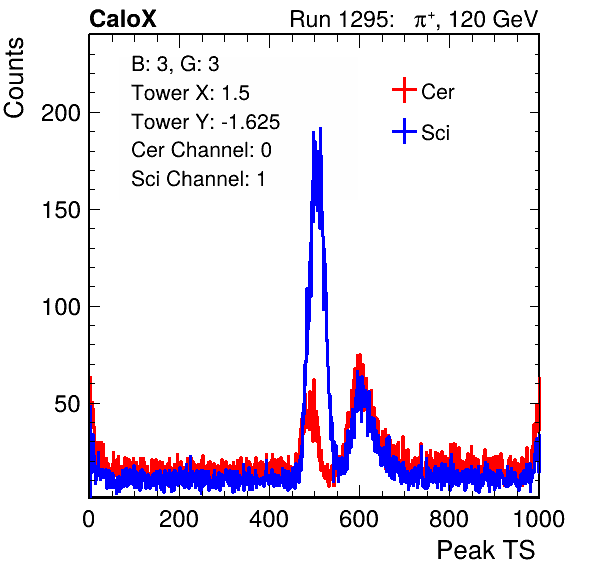 CaloX Run 1295: π⁺, 120 GeV
Counts
B: 3, G: 3
Tower X: 1.5
Tower Y: -1.625
Cer Channel: 0
Sci Channel: 1
Cer
Sci
200
150
100
50
0 200 400 600 800 1000
Peak TS